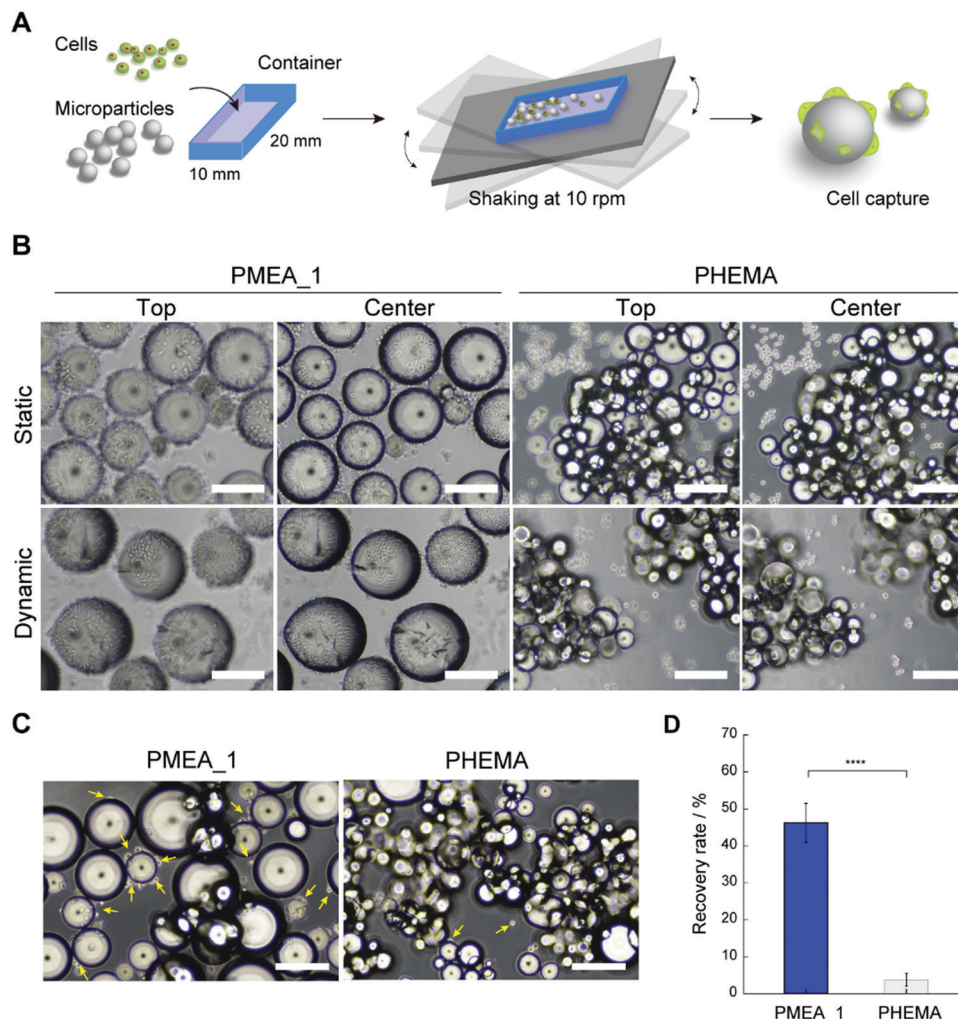 A
Cells
Microparticles
Container
20 mm
10 mm
Shaking at 10 rpm
Cell capture
B
PMEA_1
PHEMA
Top
Center
Top
Center
Static
Dynamic
C
PMEA_1
PHEMA
D
Recovery rate / %
70
60
50
40
30
20
10
0
****
PMEA_1
PHEMA